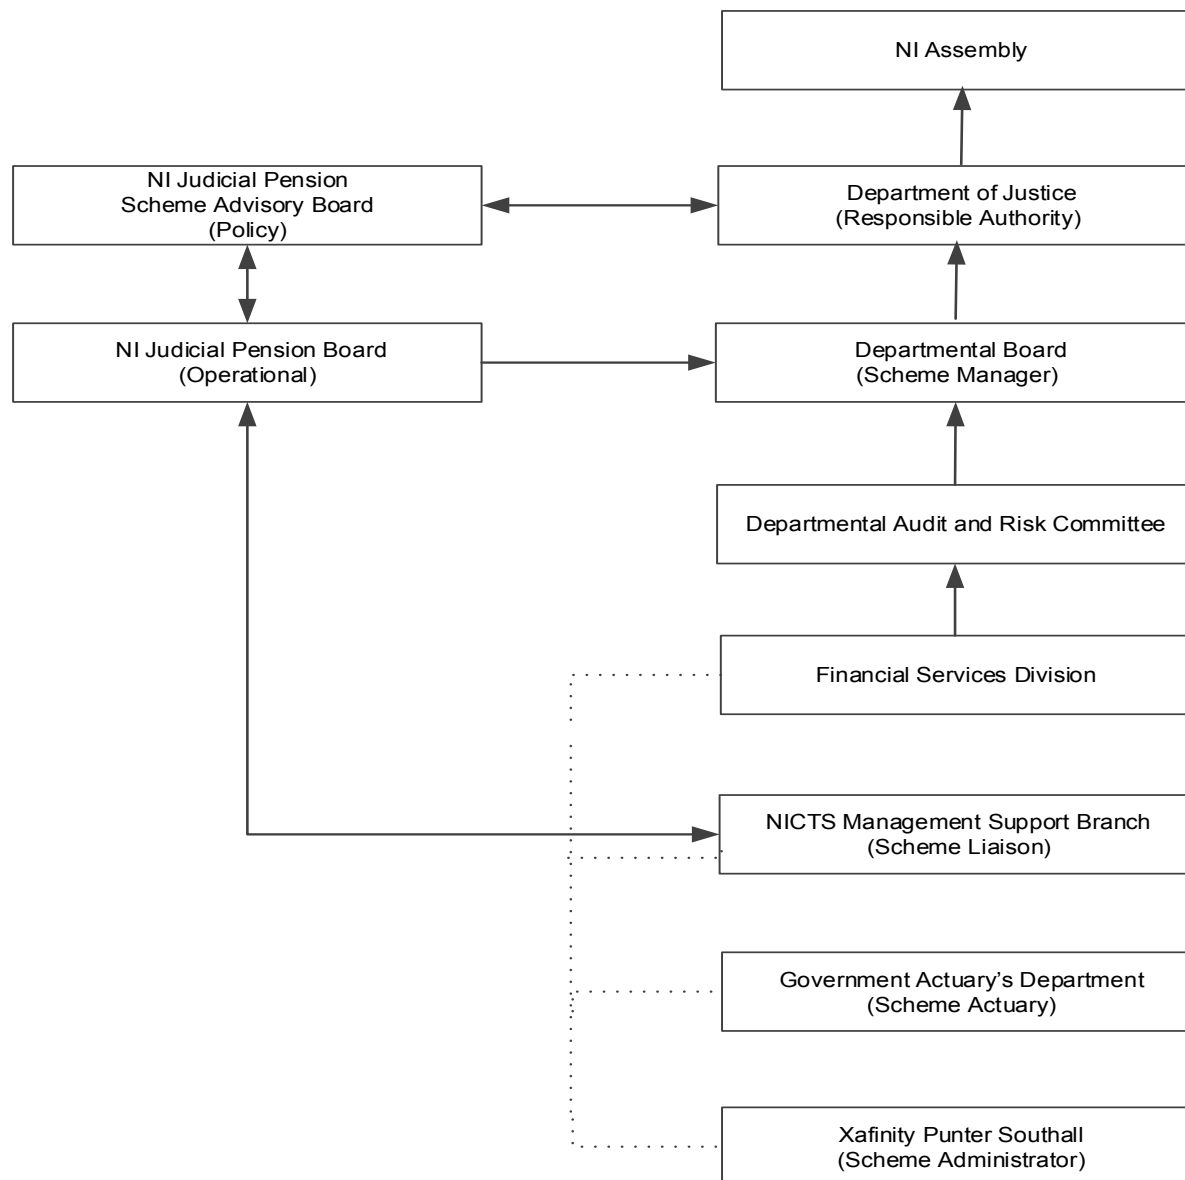 NI Assembly
NI Judicial Pension
Scheme Advisory Board
(Policy)
Department of Justice
(Responsible Authority)
NI Judicial Pension Board
(Operational)
Departmental Board
(Scheme Manager)
Departmental Audit and Risk Committee
Financial Services Division
NICTS Management Support Branch
(Scheme Liaison)
Government Actuary’s Department
(Scheme Actuary)
Xafinity Punter Southall
(Scheme Administrator)